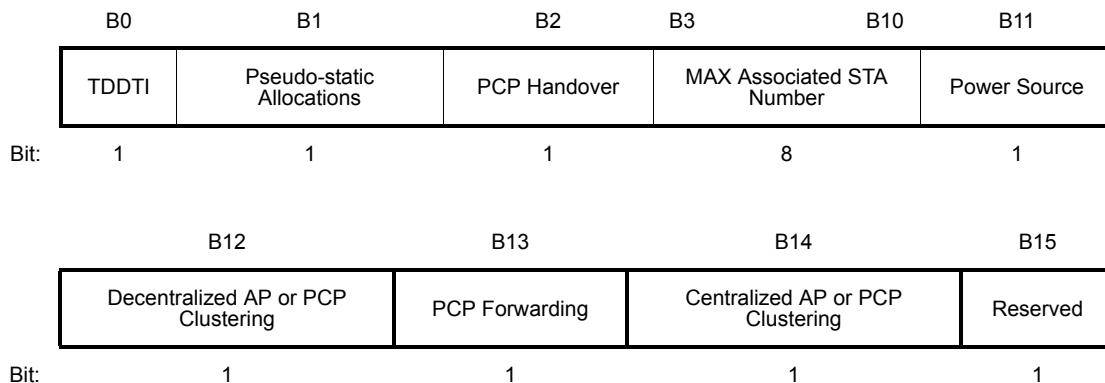 B0 B1 B2 B3 B10 B11
TDDTI Pseudo-static Allocations PCP Handover MAX Associated STA Number Power Source
Bit: 1 1 1 8 1
B12 B13 B14 B15
Decentralized AP or PCP Clustering PCP Forwarding Centralized AP or PCP Clustering Reserved
Bit: 1 1 1 1